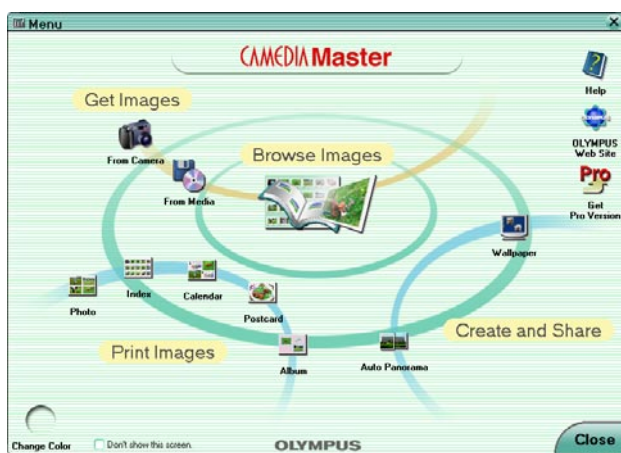 Menu
CAMEDIA Master
Get Images
From Camera
From Media
Browse Images
Help
OLYMPUS
Web Site
Pro
Get
Pro Version
Wallpaper
Photo
Index
Calendar
Postcard
Album
Print Images
Auto Panorama
Create and Share
Change Color
Don't show this screen.
OLYMPUS
Close